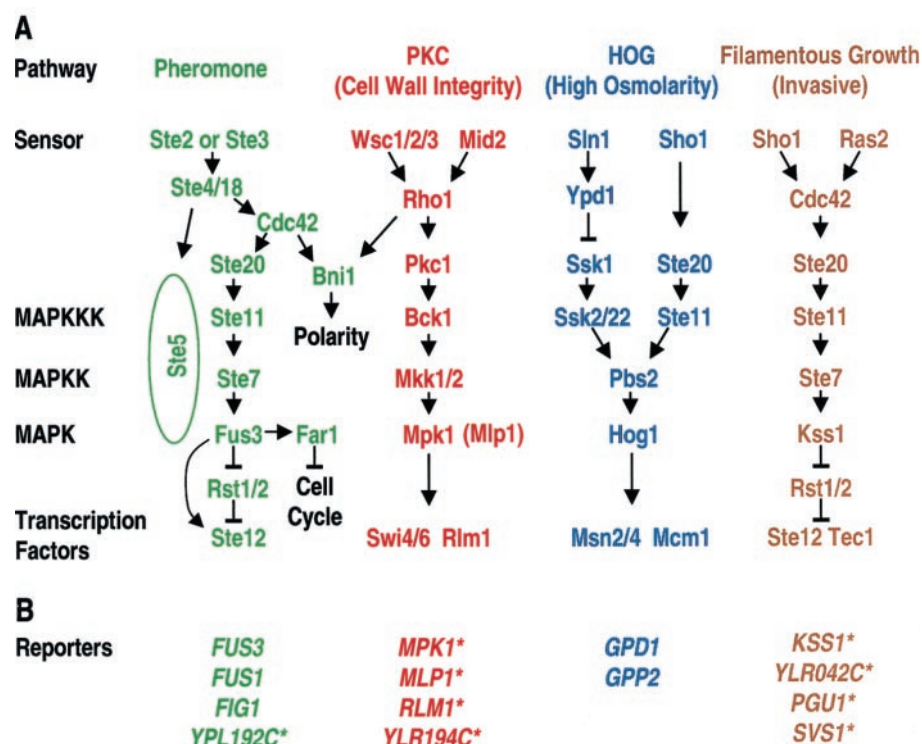 A
Pathway Pheromone PKC HOG Filamentous Growth
(Cell Wall Integrity) (High Osmolarity) (Invasive)
Sensor Ste2 or Ste3 Wsc1/2/3 Mid2 Sln1 Sho1 Sho1 Ras2
Ste4/18 Rho1 Ypd1 Cdc42
Cdc42
Ste20 Bni1 Pkc1 Ssk1 Ste20 Ste20
Ste5
MAPKKK Ste11 Polarity Bck1 Ssk2/22 Ste11 Ste11
MAPKK Ste7 Mkk1/2 Pbs2 Ste7
MAPK Fus3 Far1 Mpk1 (Mlp1) Hog1 Kss1
Rst1/2 Cell Rst1/2
Cycle
Transcription Ste12 Swi4/6 Rlm1 Msn2/4 Mcm1 Ste12 Tec1
Factors
B
Reporters FUS3 MPK1* GPD1 KSS1*
FUS1 MLP1* GPP2 YLR042C*
FIG1 RLM1* PGU1*
YPL192C* YLR194C* SVS1*